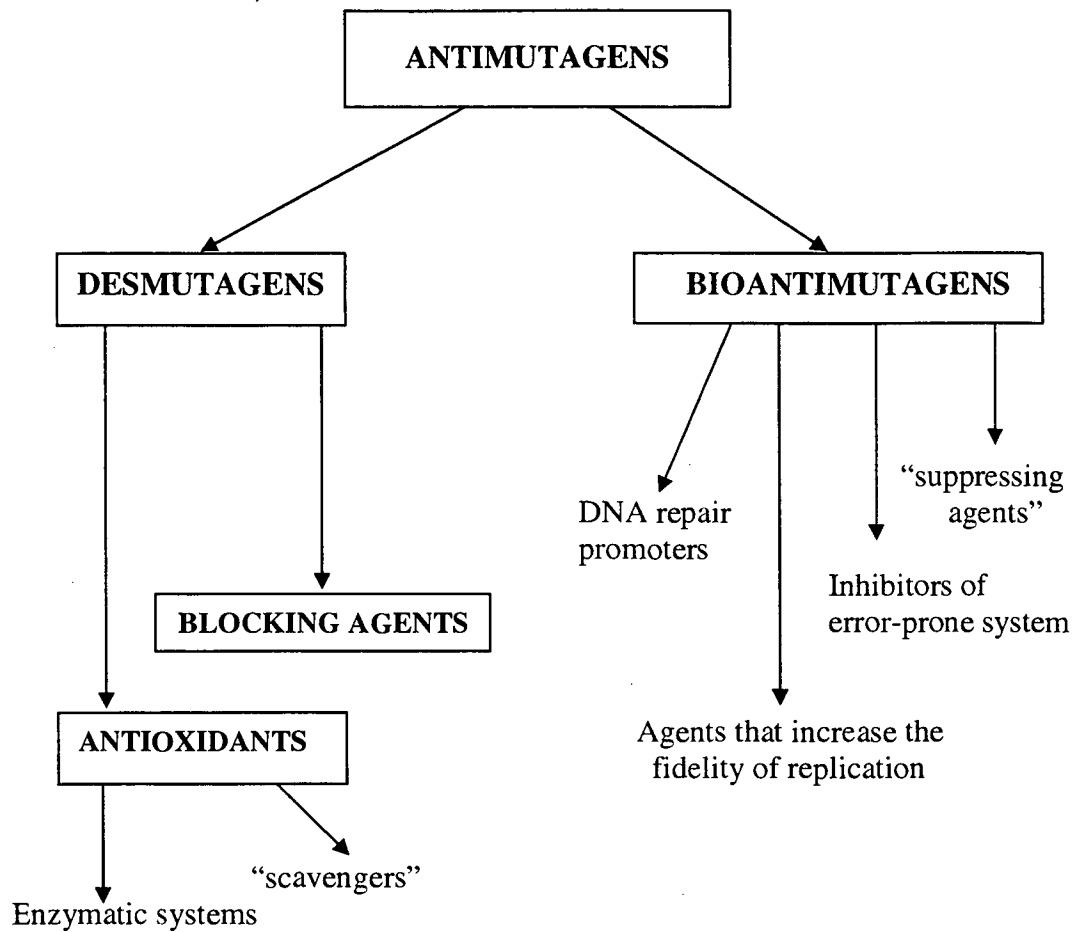 ANTIMUTAGENS
DESMUTAGENS
BIOANTIMUTAGENS
DNA repair
promoters
“suppressing
agents”
Inhibitors of
error-prone system
BLOCKING AGENTS
Agents that increase the
fidelity of replication
ANTIOXIDANTS
“scavengers”
Enzymatic systems